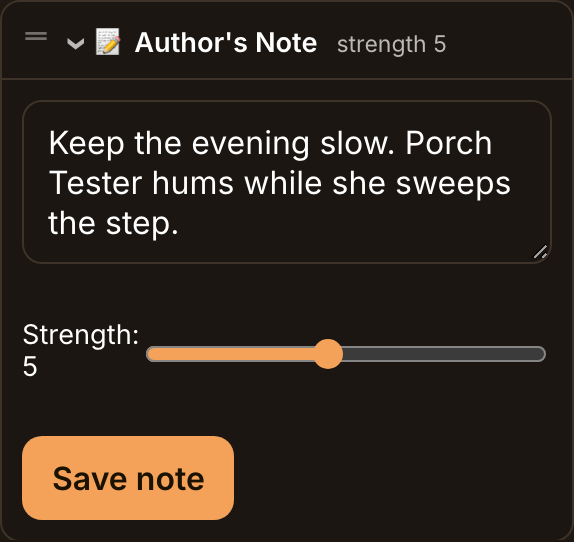 Author's Note strength 5
Keep the evening slow. Porch
Tester hums while she sweeps
the step.
Strength:
5
Save note